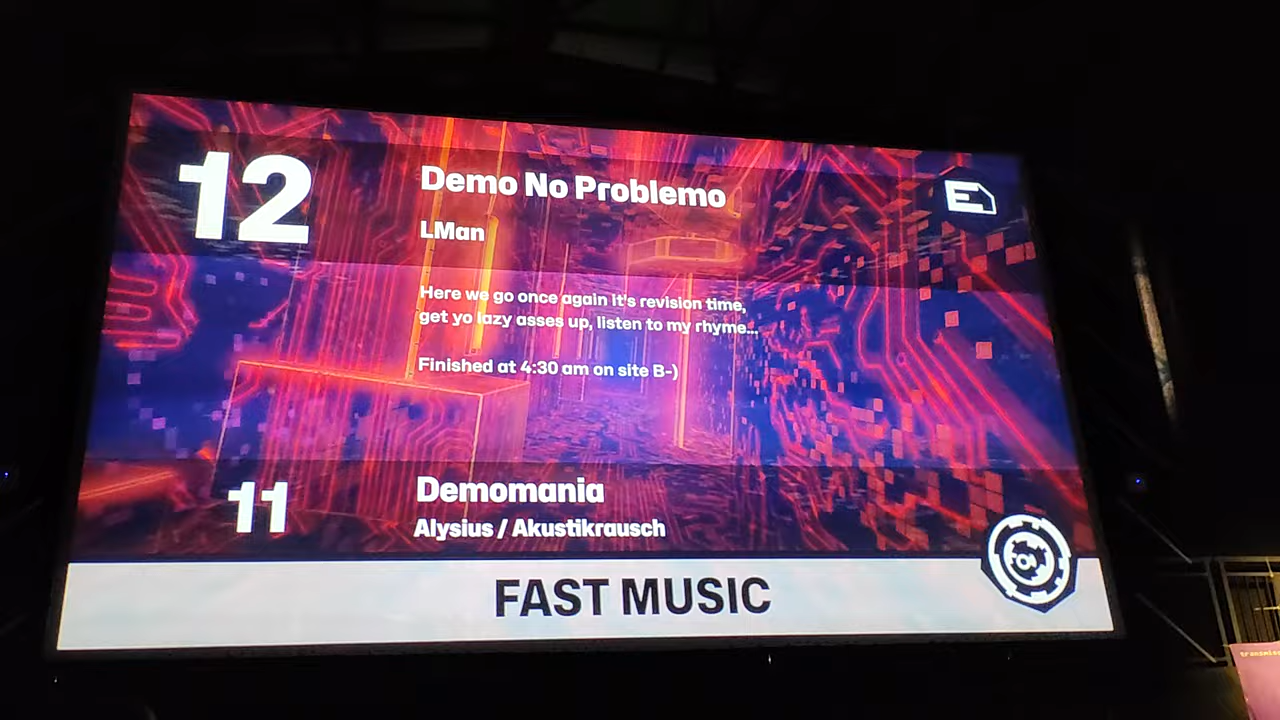 12
Demo No Problemo
LMan
Here we go once again it's revision time,
get yo lazy asses up, listen to my rhyme...
Finished at 4:30 am on site B-)
11
Demomania
Alysius / Akustikrausch
FAST MUSIC